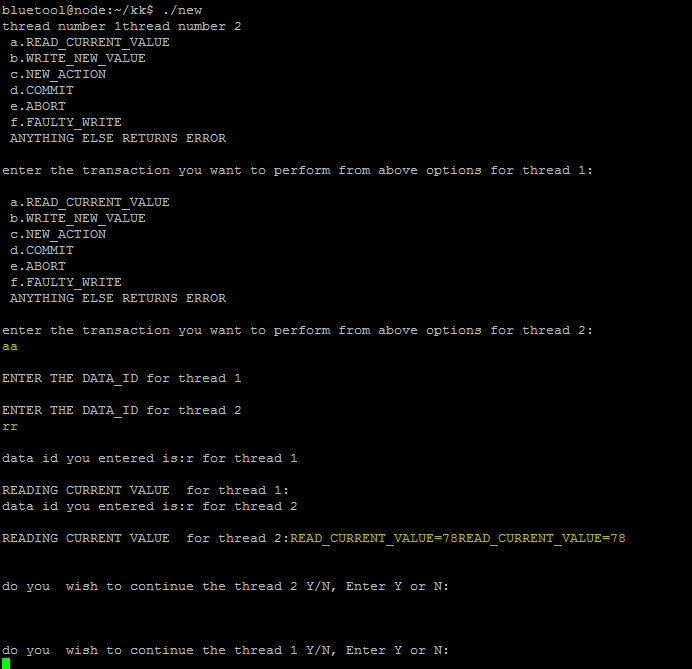 bluetool@node:~/kk$ ./new
thread number 1thread number 2
a.READ_CURRENT_VALUE
b.WRITE_NEW_VALUE
c.NEW_ACTION
d.COMMIT
e.ABORT
f.FAULTY_WRITE
ANYTHING ELSE RETURNS ERROR
enter the transaction you want to perform from above options for thread 1:
a.READ_CURRENT_VALUE
b.WRITE_NEW_VALUE
c.NEW_ACTION
d.COMMIT
e.ABORT
f.FAULTY_WRITE
ANYTHING ELSE RETURNS ERROR
enter the transaction you want to perform from above options for thread 2:
aa
ENTER THE DATA_ID for thread 1
ENTER THE DATA_ID for thread 2
rr
data id you entered is:r for thread 1
READING CURRENT VALUE  for thread 1:
data id you entered is:r for thread 2
READING CURRENT VALUE  for thread 2:READ_CURRENT_VALUE=78READ_CURRENT_VALUE=78
do you  wish to continue the thread 2 Y/N, Enter Y or N:
do you  wish to continue the thread 1 Y/N, Enter Y or N: